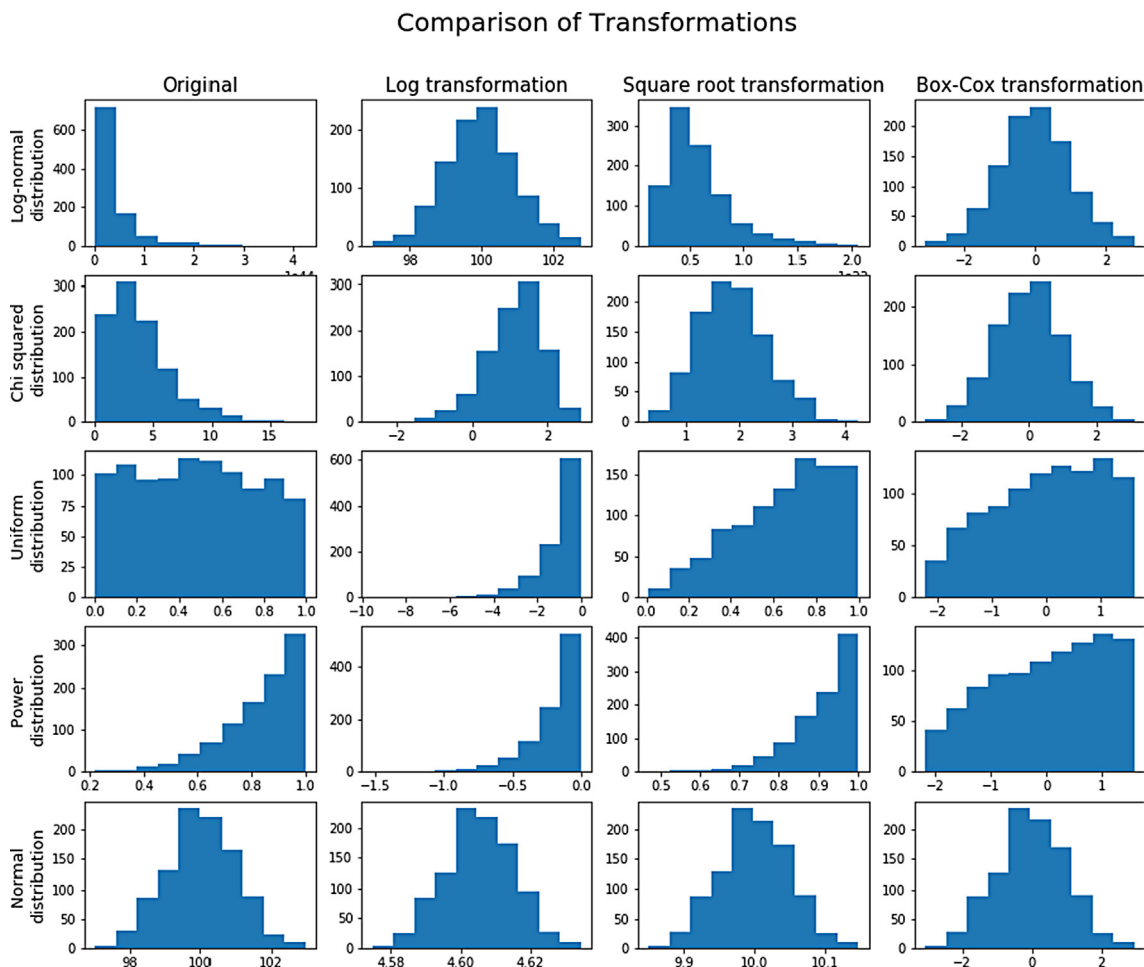 Comparison of Transformations
Original
Log transformation
Square root transformation
Box-Cox transformation
Log-normal
distribution
600
400
200
0
0 1 2 3 4
200
100
0
98 100 102
300
200
100
0
0.5 1.0 1.5 2.0
200
150
100
50
0
−2 0 2
Chi squared
distribution
300
200
100
0
0 5 10 15
300
200
100
0
−2 0 2
200
150
100
50
0
1 2 3 4
200
150
100
50
0
−2 0 2
Uniform
distribution
100
75
50
25
0
0.0 0.2 0.4 0.6 0.8 1.0
600
400
200
0
−10 −8 −6 −4 −2 0
150
100
50
0
0.0 0.2 0.4 0.6 0.8 1.0
100
50
0
−2 −1 0 1
Power
distribution
300
200
100
0
0.2 0.4 0.6 0.8 1.0
400
200
0
−1.5 −1.0 −0.5 0.0
400
300
200
100
0
0.5 0.6 0.7 0.8 0.9 1.0
100
50
0
−2 −1 0 1
Normal
distribution
200
150
100
50
0
98 100 102
200
150
100
50
0
4.58 4.60 4.62
200
150
100
50
0
9.9 10.0 10.1
200
150
100
50
0
−2 0 2